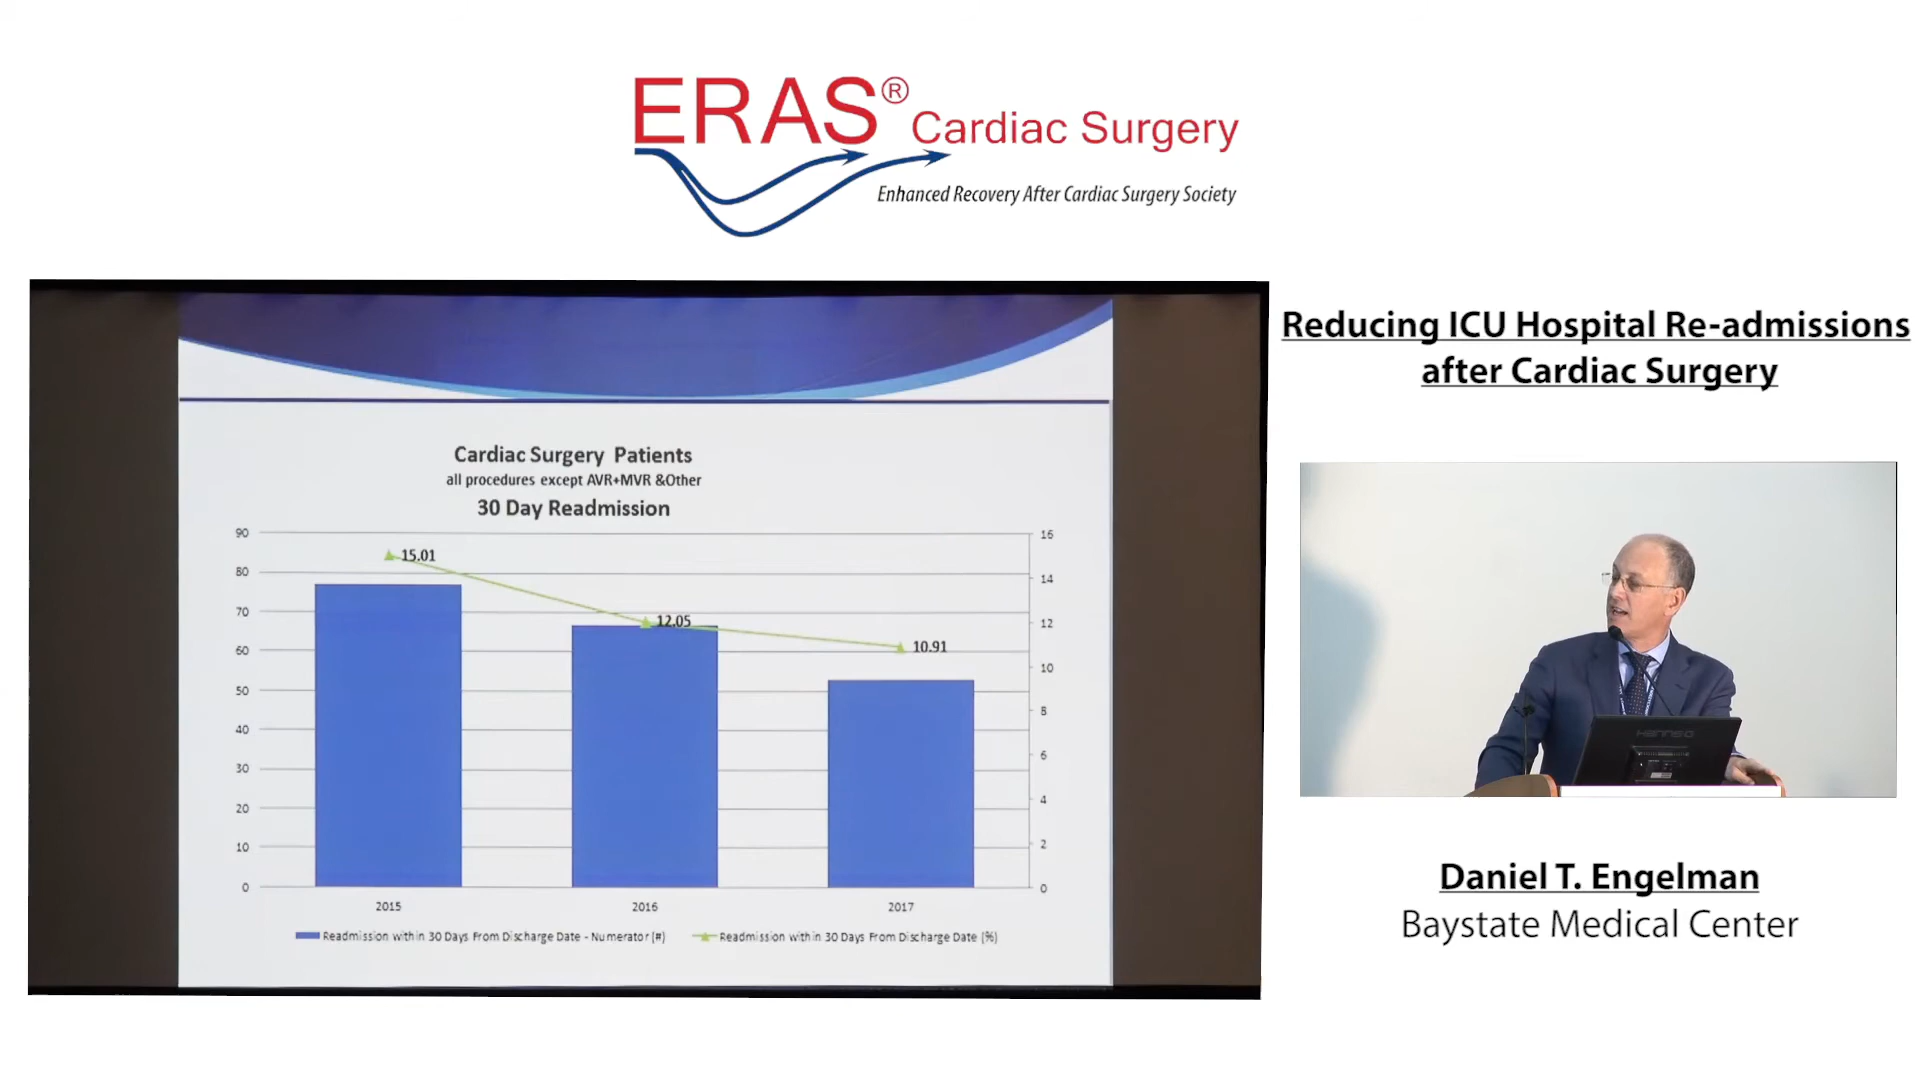 ERAS® Cardiac Surgery
Enhanced Recovery After Cardiac Surgery Society
Reducing ICU Hospital Re-admissions
after Cardiac Surgery
Cardiac Surgery Patients
all procedures except AVR+MVR &Other
30 Day Readmission
90
80
70
60
50
40
30
20
10
0
16
14
12
10
8
6
4
2
0
15.01
12.05
10.91
2015
2016
2017
Readmission within 30 Days From Discharge Date - Numerator (#)
Readmission within 30 Days From Discharge Date (%)
HANNS.G
Daniel T. Engelman
Baystate Medical Center